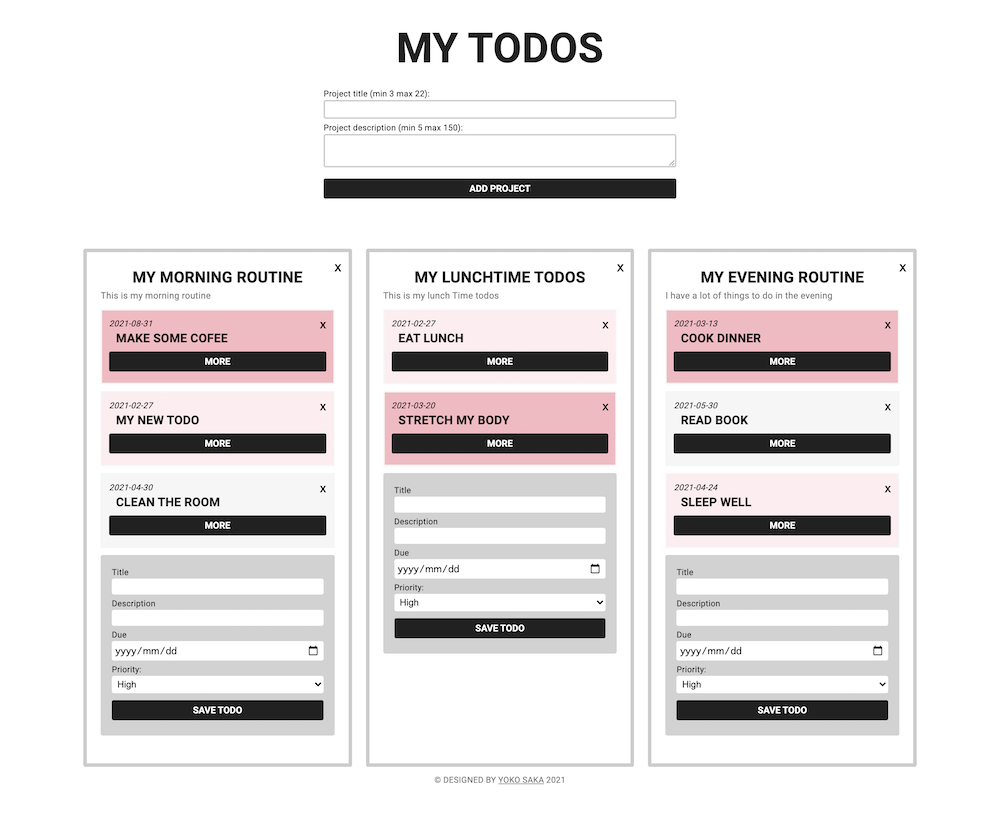 MY TODOS
Project title (min 3 max 22):
Project description (min 5 max 150):
ADD PROJECT
X
MY MORNING ROUTINE
This is my morning routine
2021-08-31 X
MAKE SOME COFEE
MORE
2021-02-27 X
MY NEW TODO
MORE
2021-04-30 X
CLEAN THE ROOM
MORE
Title
Description
Due
yyyy/mm/dd
Priority:
High
SAVE TODO
X
MY LUNCHTIME TODOS
This is my lunch Time todos
2021-02-27 X
EAT LUNCH
MORE
2021-03-20 X
STRETCH MY BODY
MORE
Title
Description
Due
yyyy/mm/dd
Priority:
High
SAVE TODO
X
MY EVENING ROUTINE
I have a lot of things to do in the evening
2021-03-13 X
COOK DINNER
MORE
2021-05-30 X
READ BOOK
MORE
2021-04-24 X
SLEEP WELL
MORE
Title
Description
Due
yyyy/mm/dd
Priority:
High
SAVE TODO
© DESIGNED BY YOKO SAKA 2021